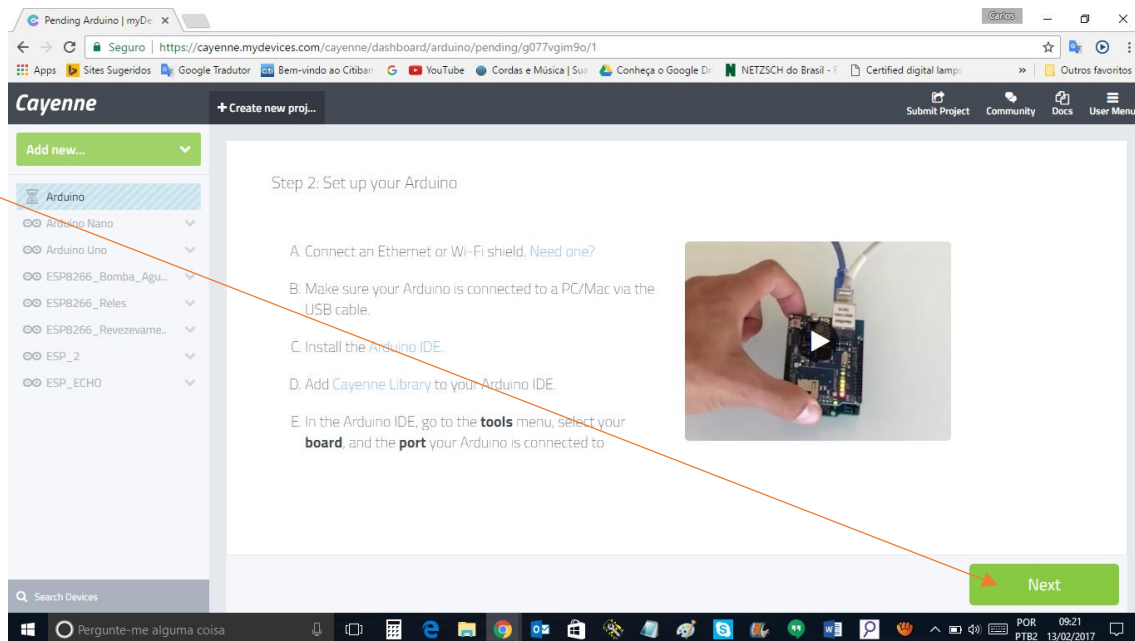 Pending Arduino | myDe
Carlos
Seguro | https://cayenne.mydevices.com/cayenne/dashboard/arduino/pending/g077vgim9o/1
Apps Sites Sugeridos Google Tradutor Bem-vindo ao Citiban YouTube Cordas e Música | Sua Conheça o Google Dri NETZSCH do Brasil - F Certified digital lamp: » Outros favoritos
Cayenne
+ Create new proj...
Submit Project Community Docs User Menu
Add new...
Arduino
Arduino Nano
Arduino Uno
ESP8266_Bomba_Agu...
ESP8266_Reles
ESP8266_Revezevame..
ESP_2
ESP_ECHO
Search Devices
Step 2: Set up your Arduino
A. Connect an Ethernet or Wi-Fi shield. Need one?
B. Make sure your Arduino is connected to a PC/Mac via the
USB cable.
C. Install the Arduino IDE.
D. Add Cayenne Library to your Arduino IDE.
E. In the Arduino IDE, go to the tools menu, select your
board, and the port your Arduino is connected to
Next
Pergunte-me alguma coisa
POR
PTB2
09:21
13/02/2017